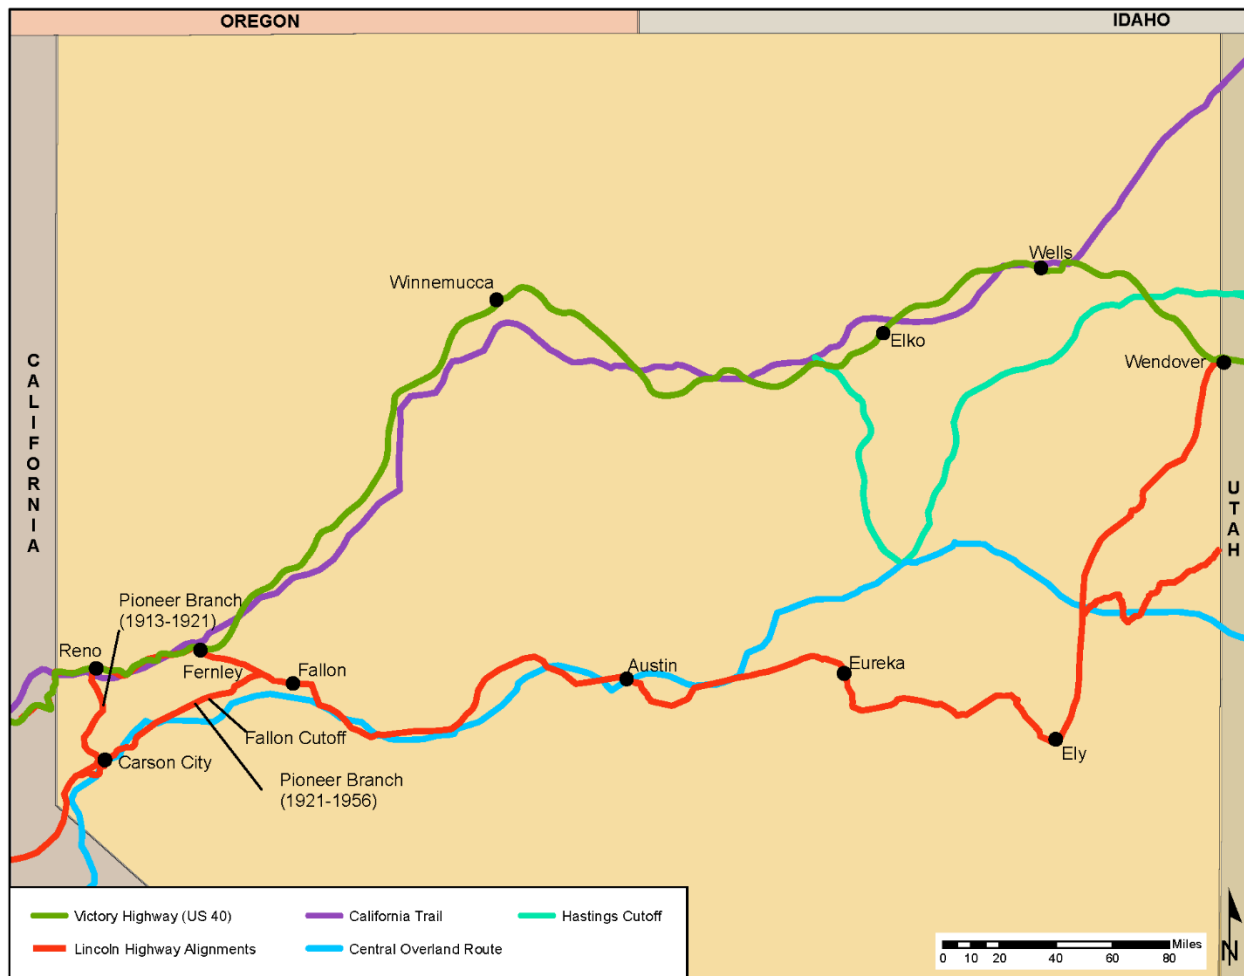 OREGON
IDAHO
CALIFORNIA
UTAH
Wells
Winnemucca
Elko
Wendover
Pioneer Branch
(1913-1921)
Reno
Fernley
Fallon
Austin
Eureka
Fallon Cutoff
Carson City
Ely
Pioneer Branch
(1921-1956)
Victory Highway (US 40)
California Trail
Hastings Cutoff
Lincoln Highway Alignments
Central Overland Route
Miles
0 10 20 40 60 80
N